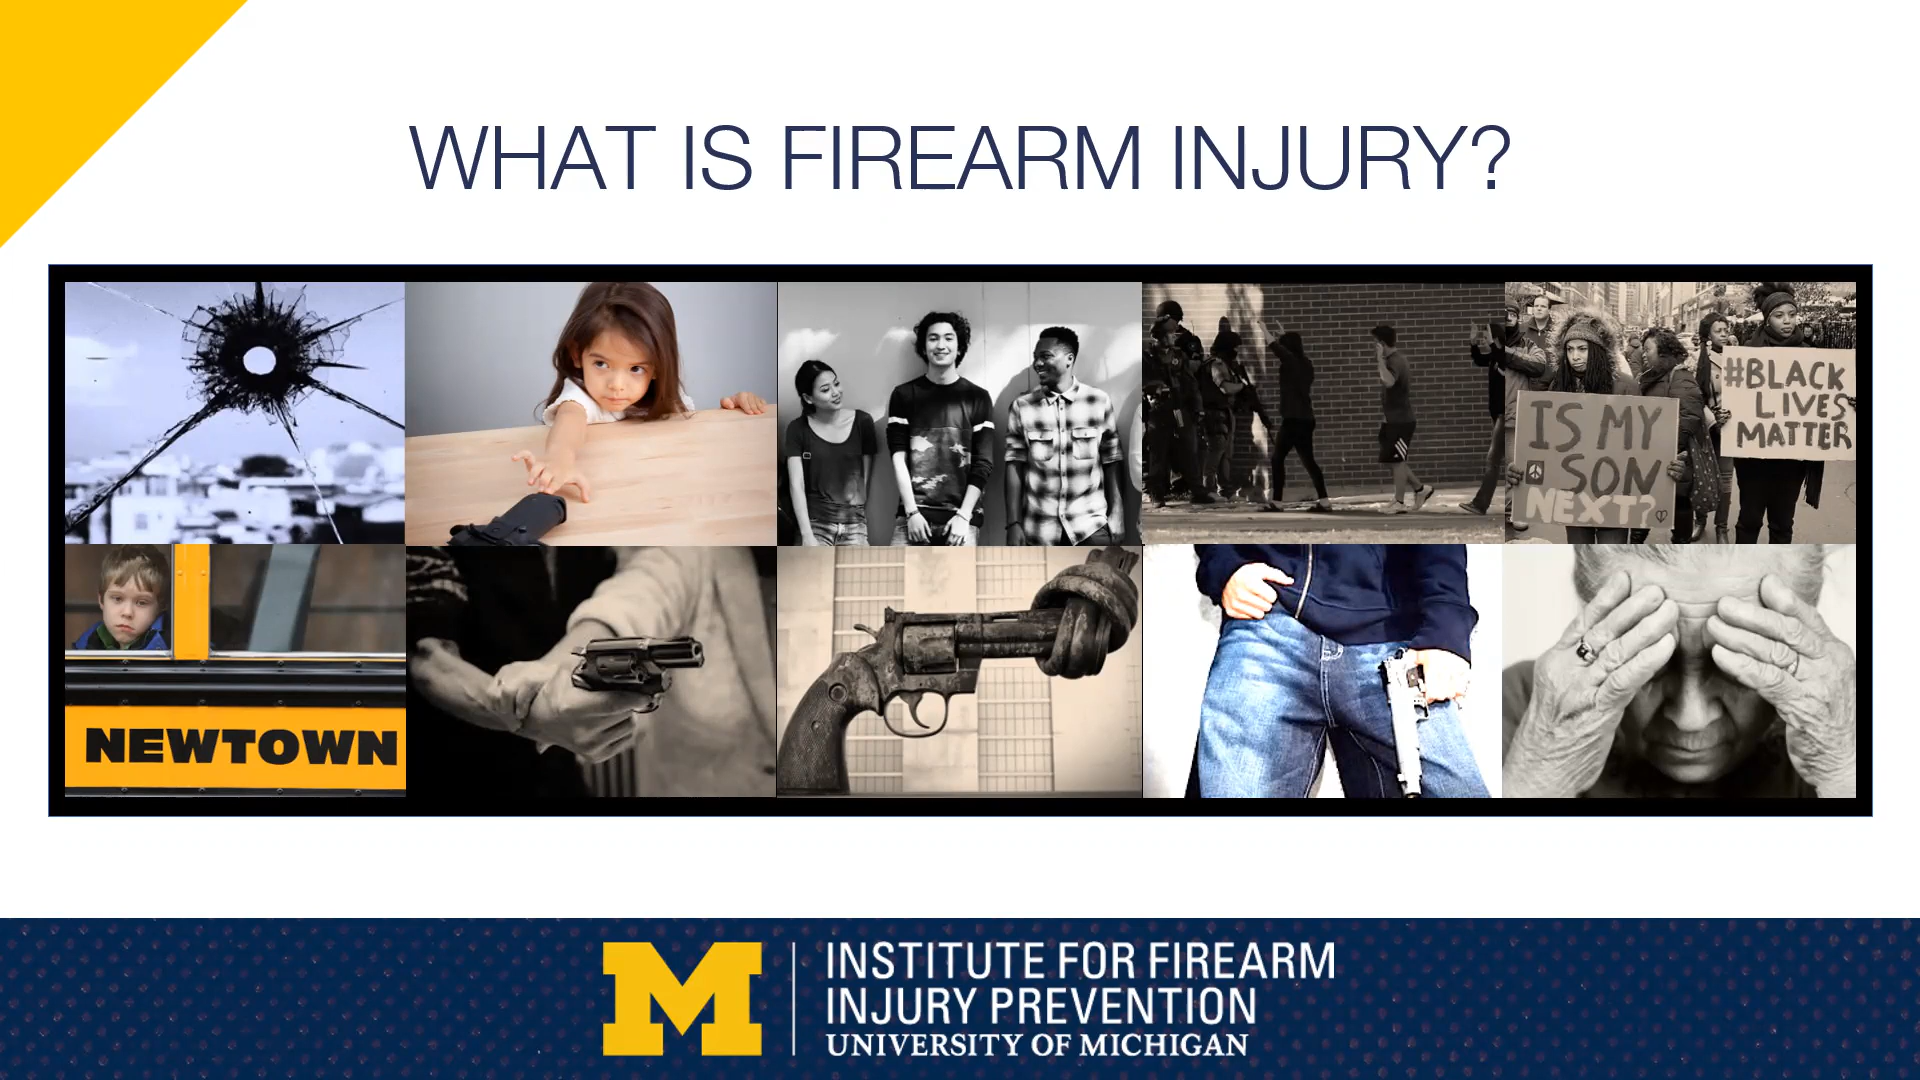 WHAT IS FIREARM INJURY?
IS MY
SON
NEXT?
#BLACK
LIVES
MATTER
NEWTOWN
M
INSTITUTE FOR FIREARM
INJURY PREVENTION
UNIVERSITY OF MICHIGAN